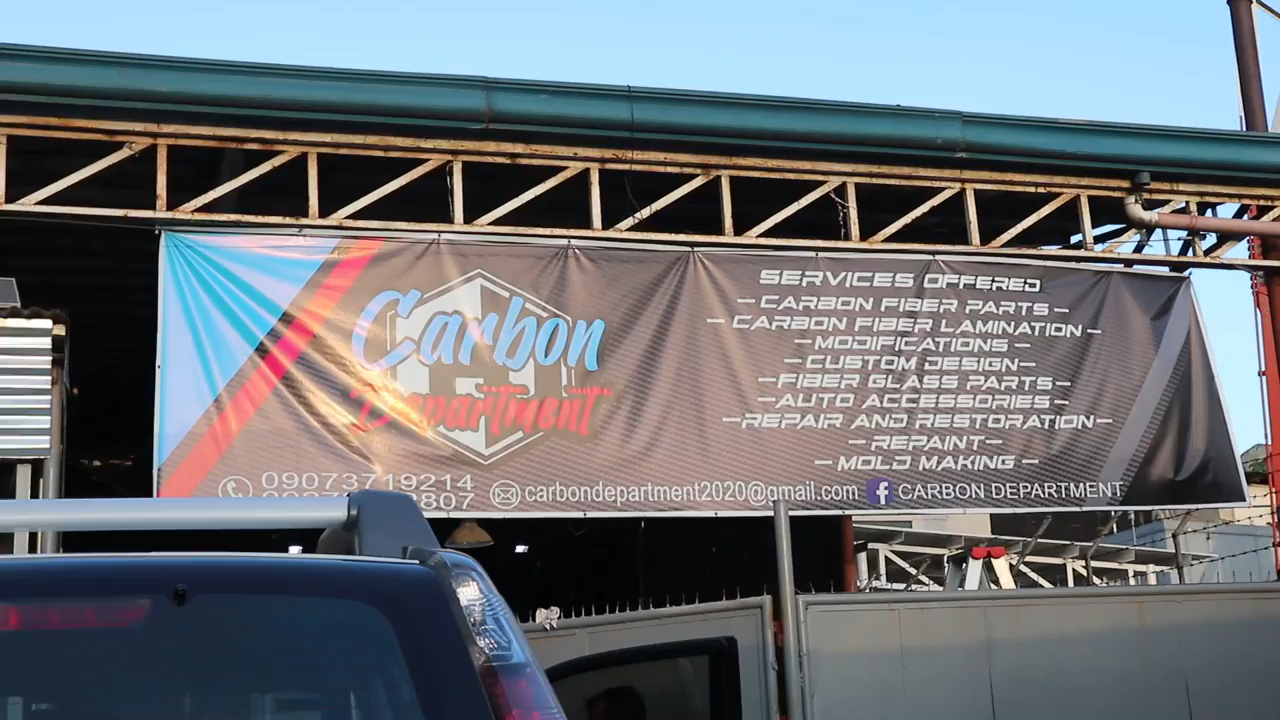 Carbon
Department
SERVICES OFFERED
— CARBON FIBER PARTS —
— CARBON FIBER LAMINATION —
— MODIFICATIONS —
— CUSTOM DESIGN —
— FIBER GLASS PARTS —
— AUTO ACCESSORIES —
— REPAIR AND RESTORATION —
— REPAINT —
— MOLD MAKING —
09073719214
carbondepartment2020@gmail.com
f CARBON DEPARTMENT